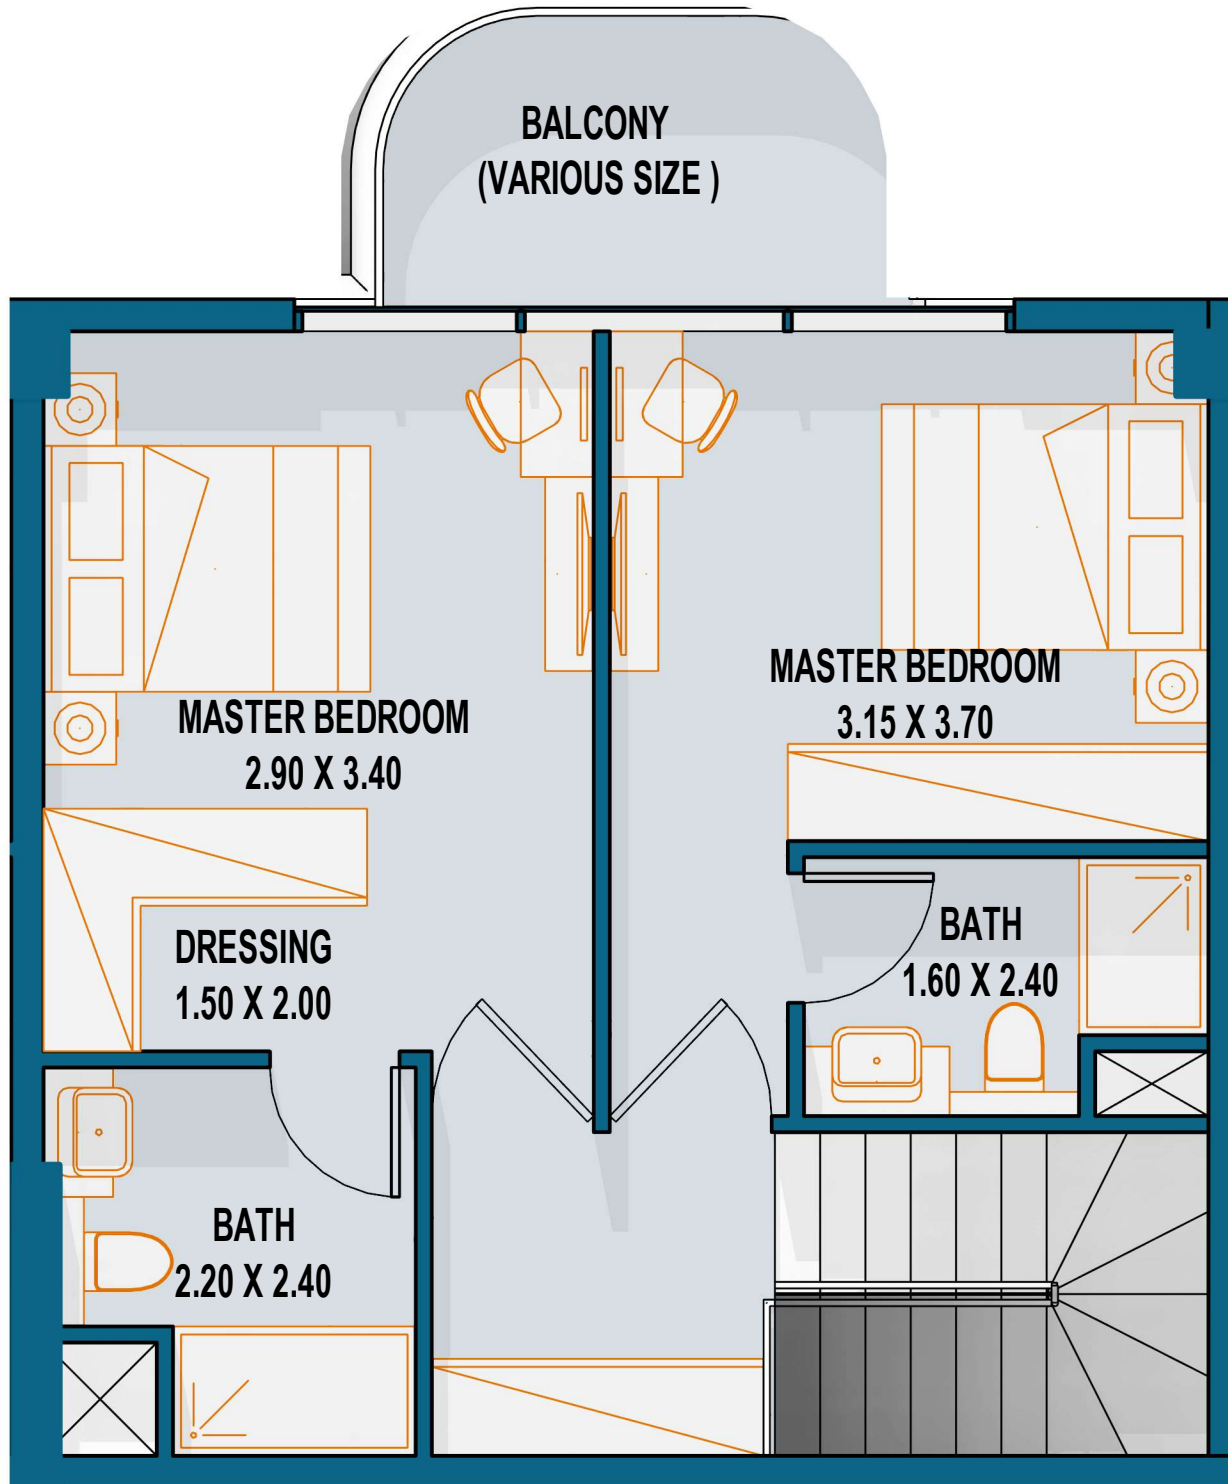 BALCONY
(VARIOUS SIZE )
MASTER BEDROOM
2.90 X 3.40
MASTER BEDROOM
3.15 X 3.70
DRESSING
1.50 X 2.00
BATH
1.60 X 2.40
BATH
2.20 X 2.40